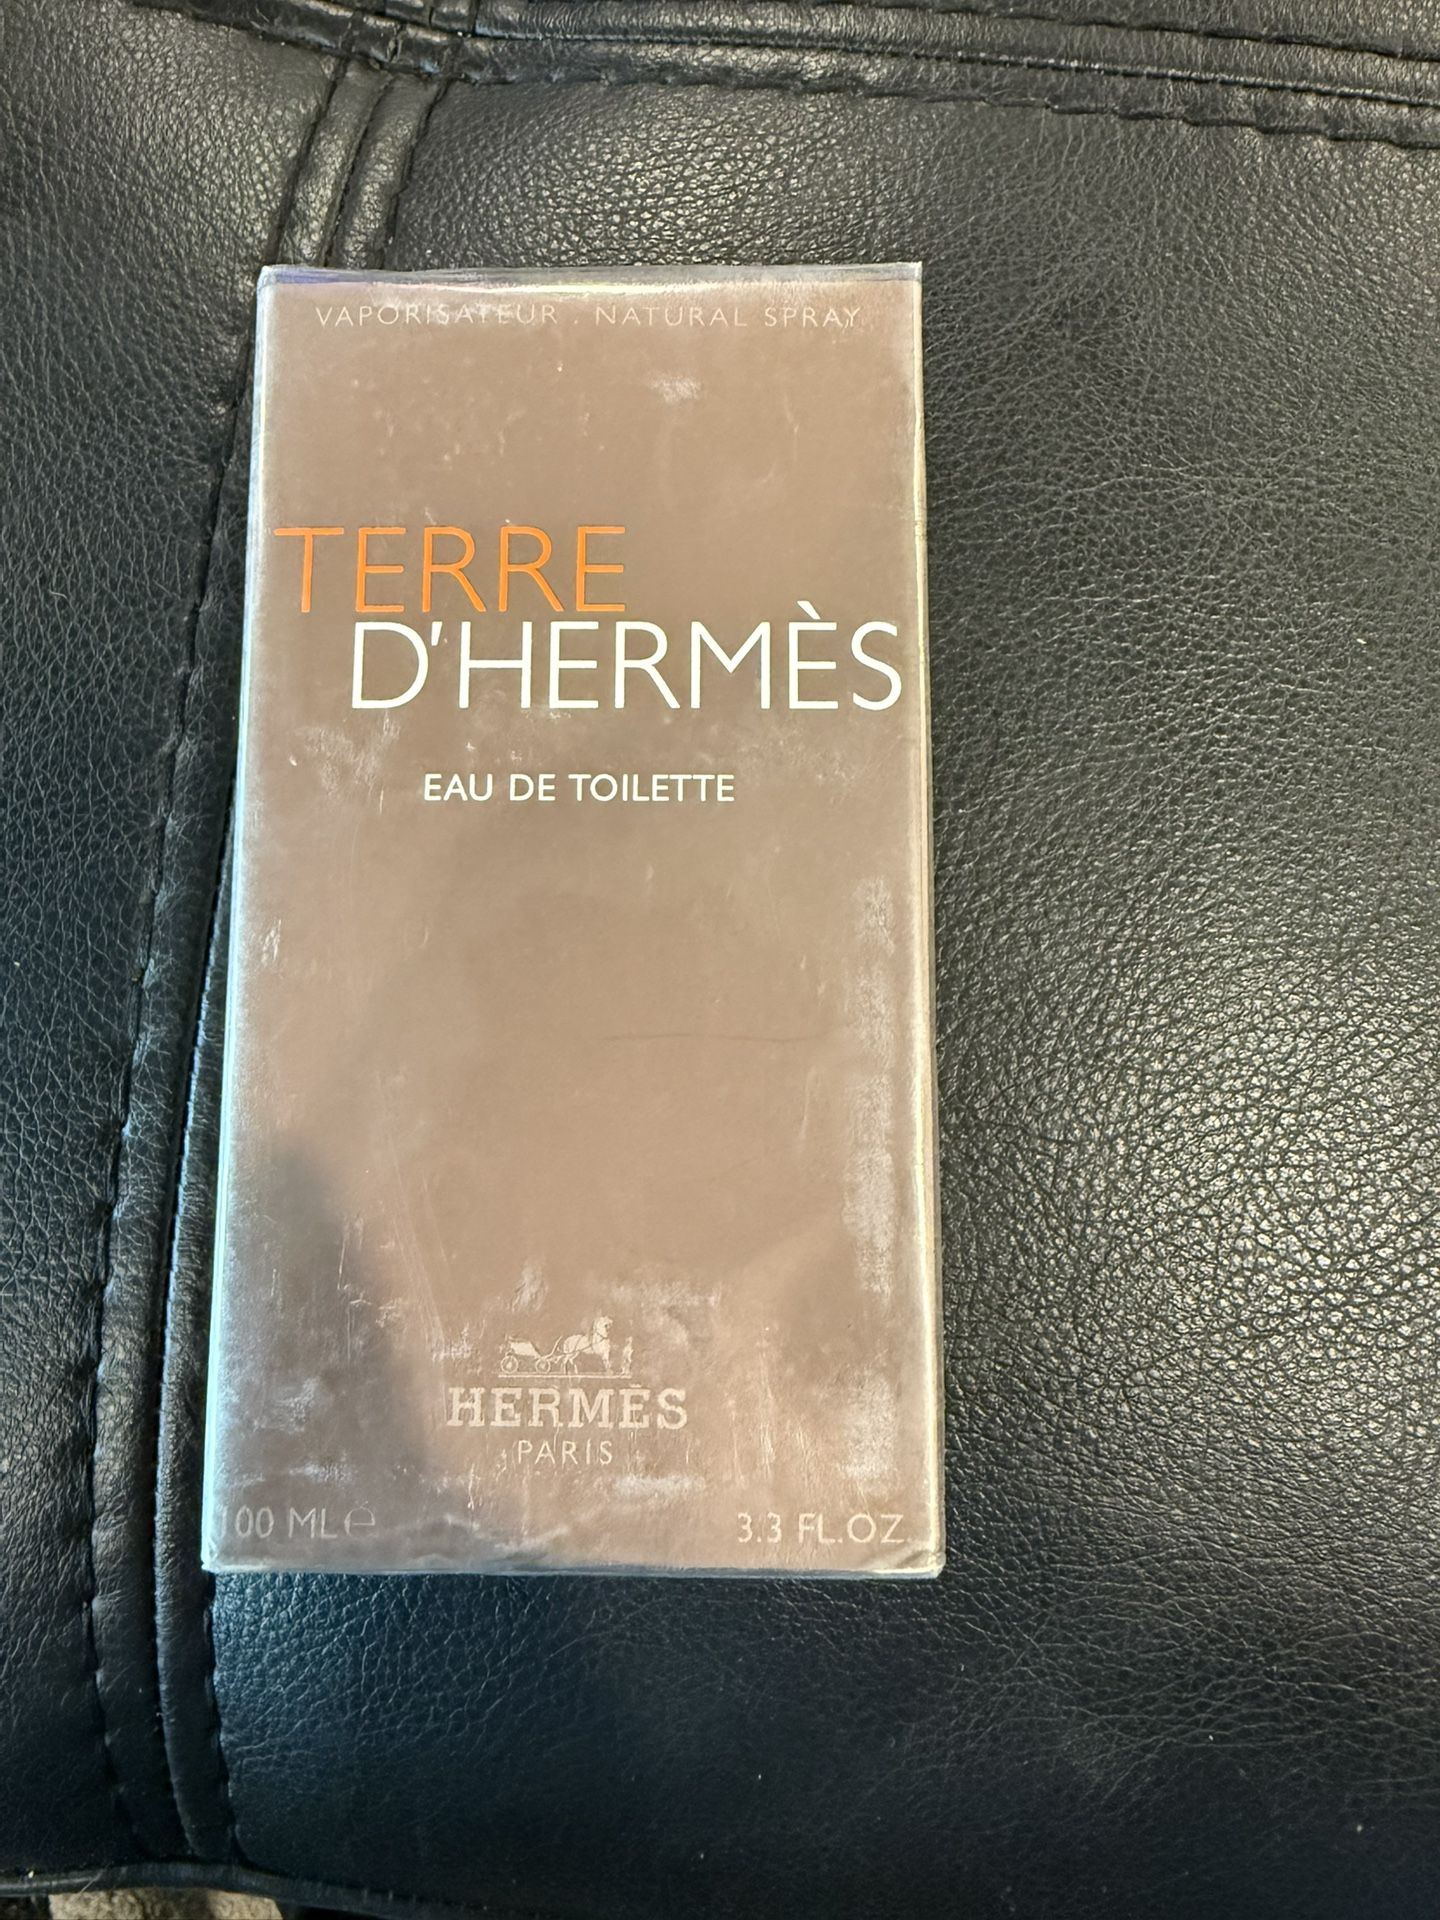 VAPORISATEUR . NATURAL SPRAY
TERRE
D'HERMÈS
EAU DE TOILETTE
HERMÈS
PARIS
100 ML℮
3.3 FL.OZ.